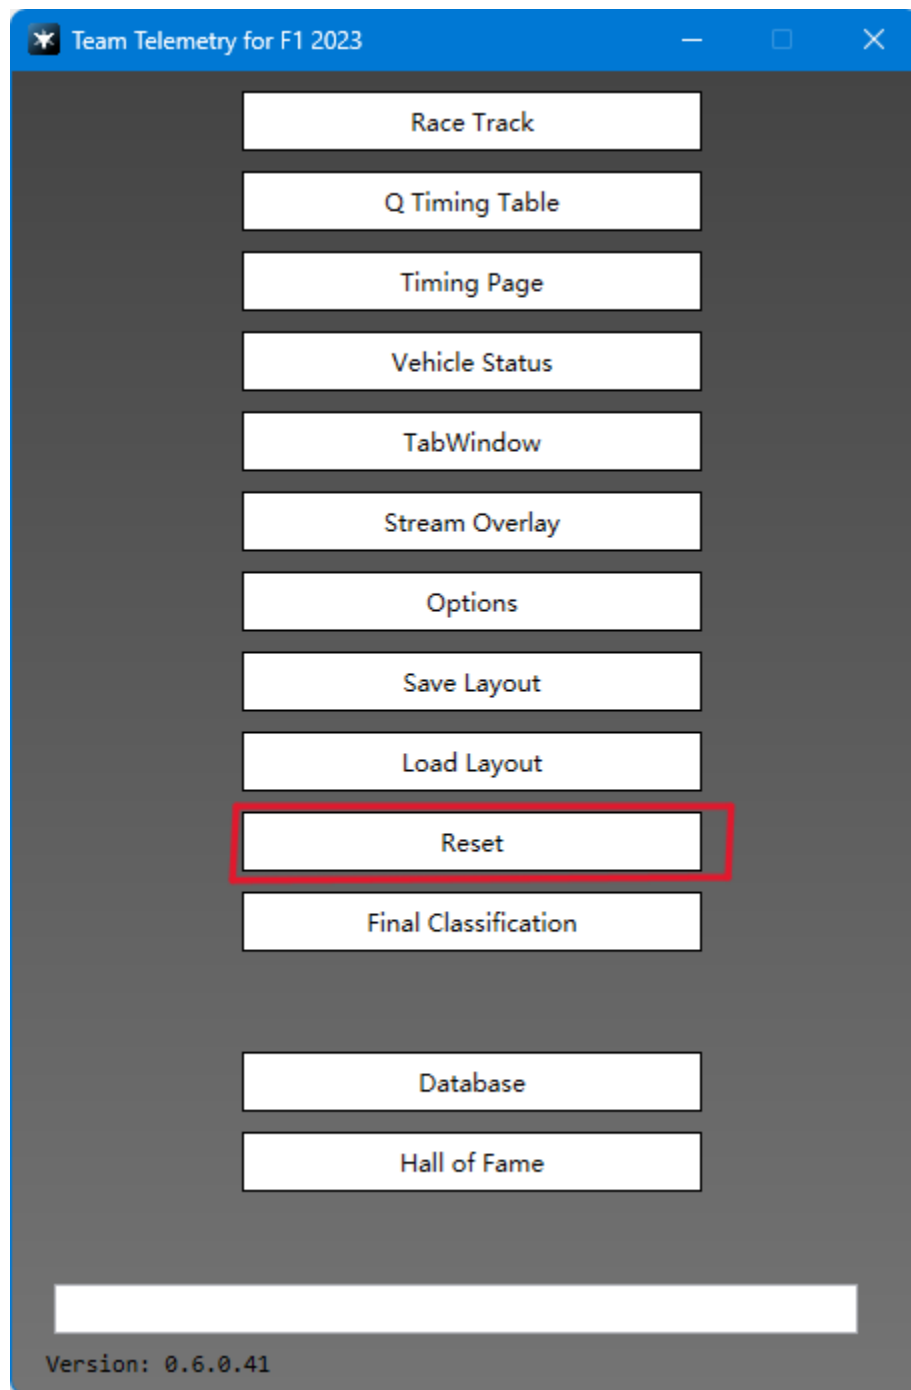 Team Telemetry for F1 2023
Race Track
Q Timing Table
Timing Page
Vehicle Status
TabWindow
Stream Overlay
Options
Save Layout
Load Layout
Reset
Final Classification
Database
Hall of Fame
Version: 0.6.0.41